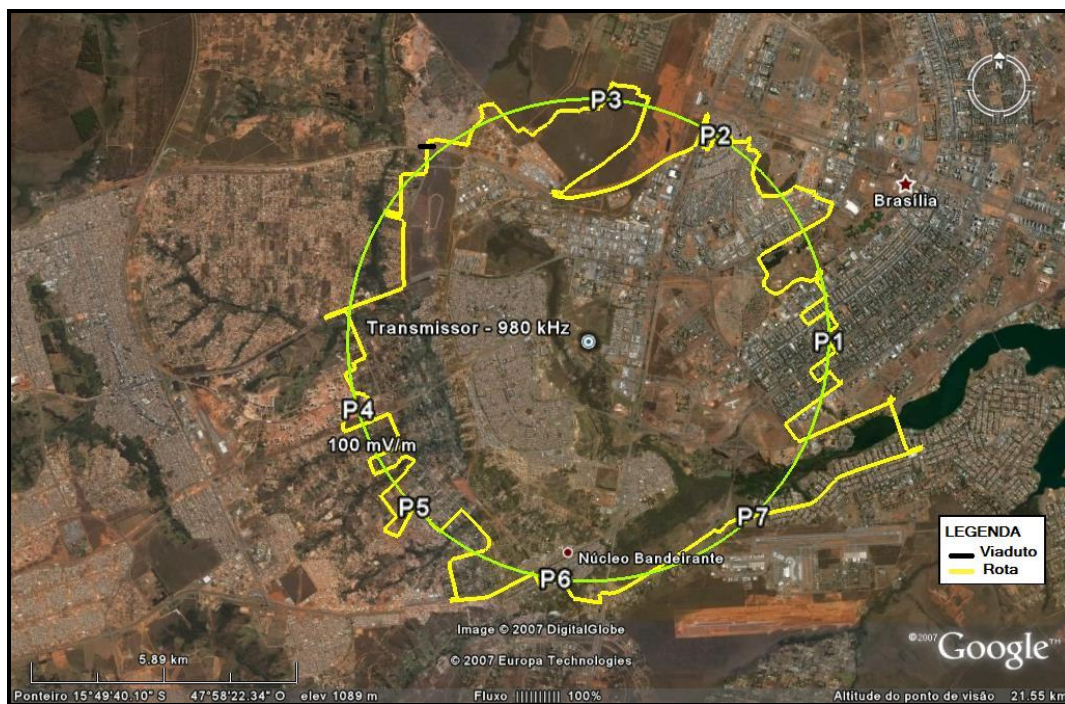 N
P3
P2
Brasília
Transmissor - 980 kHz
P1
P4
100 mV/m
P5
P7
LEGENDA
Viaduto
Rota
Núcleo Bandeirante
P6
Image © 2007 DigitalGlobe
© 2007 Europa Technologies
©2007 Google™
5.89 km
Ponteiro 15°49'40.10" S 47°58'22.34" O elev 1089 m Fluxo |||||||||| 100% Altitude do ponto de visão 21.55 km